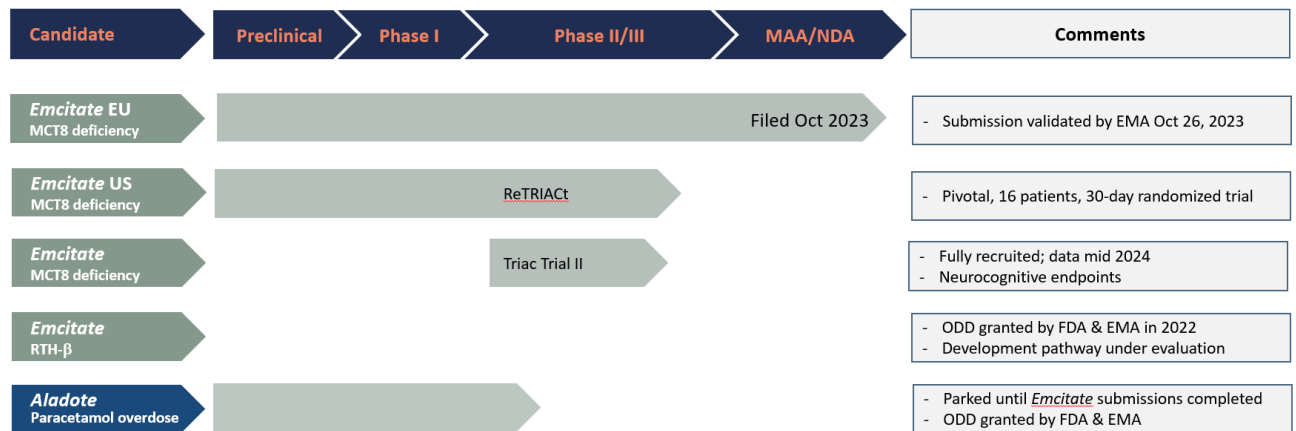 Candidate
Preclinical
Phase I
Phase II/III
MAA/NDA
Comments
Emcitate EU
MCT8 deficiency
Filed Oct 2023
- Submission validated by EMA Oct 26, 2023
Emcitate US
MCT8 deficiency
ReTRIACt
- Pivotal, 16 patients, 30-day randomized trial
Emcitate
MCT8 deficiency
Triac Trial II
- Fully recruited; data mid 2024
- Neurocognitive endpoints
Emcitate
RTH-β
- ODD granted by FDA & EMA in 2022
- Development pathway under evaluation
Aladote
Paracetamol overdose
- Parked until Emcitate submissions completed
- ODD granted by FDA & EMA